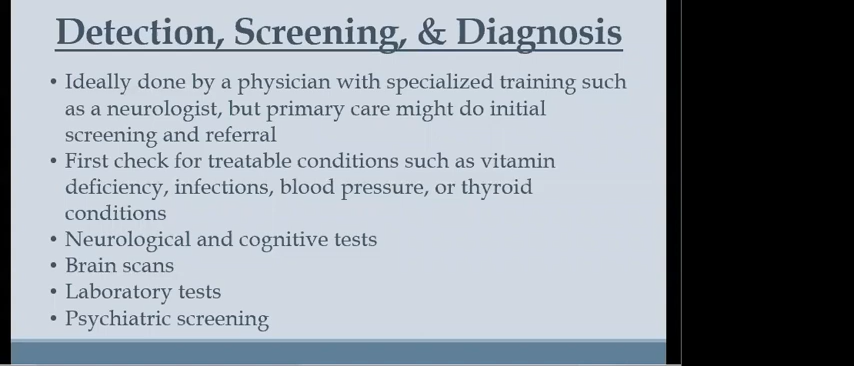 Detection, Screening, & Diagnosis
• Ideally done by a physician with specialized training such
as a neurologist, but primary care might do initial
screening and referral
• First check for treatable conditions such as vitamin
deficiency, infections, blood pressure, or thyroid
conditions
• Neurological and cognitive tests
• Brain scans
• Laboratory tests
• Psychiatric screening